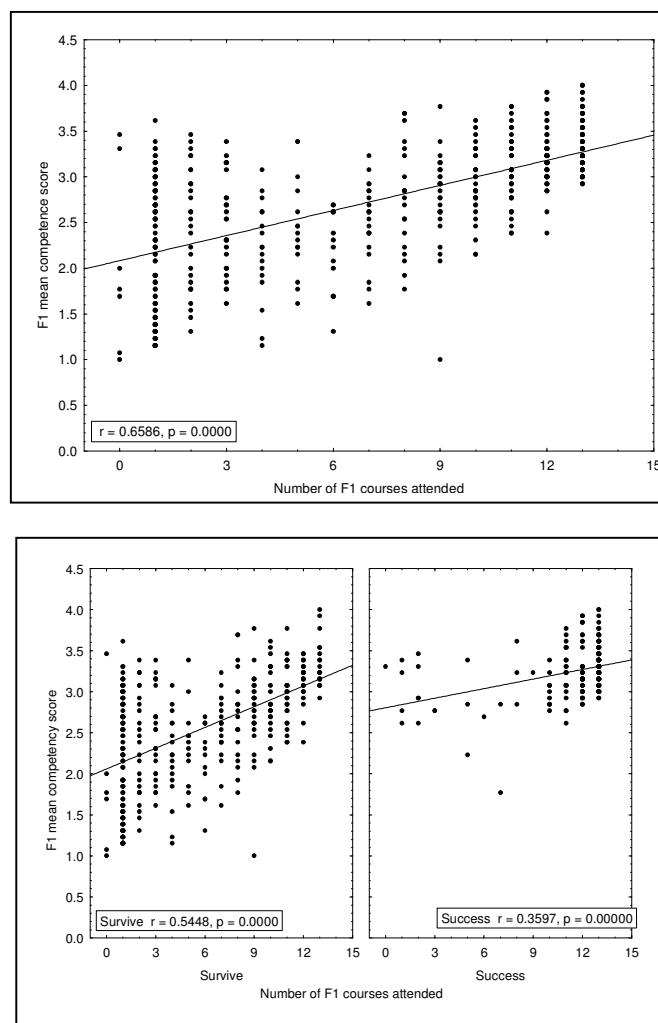 4.5
4.0
3.5
3.0
2.5
2.0
1.5
1.0
0.5
0.0
F1 mean competence score
r = 0.6586, p = 0.0000
0 3 6 9 12 15
Number of F1 courses attended
4.5
4.0
3.5
3.0
2.5
2.0
1.5
1.0
0.5
0.0
F1 mean competency score
Survive r = 0.5448, p = 0.0000
Success r = 0.3597, p = 0.00000
0 3 6 9 12 15 0 3 6 9 12 15
Survive Success
Number of F1 courses attended